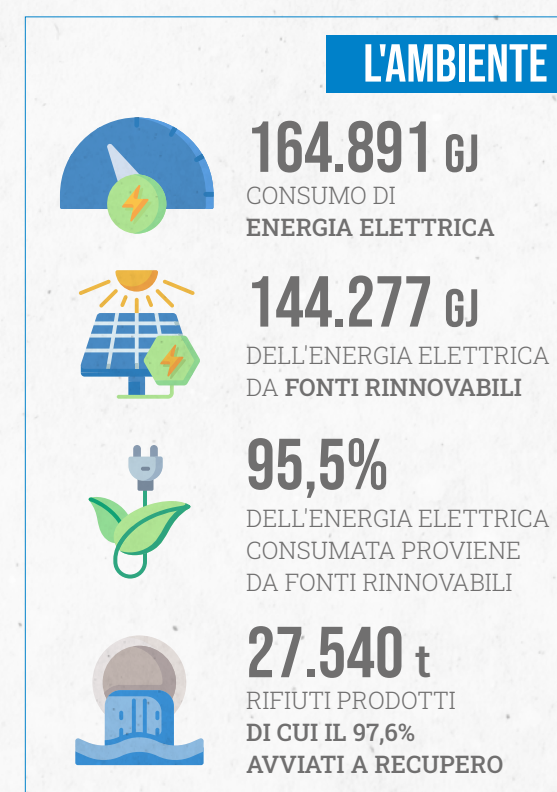 L'AMBIENTE
164.891 GJ
CONSUMO DI
ENERGIA ELETTRICA
144.277 GJ
DELL'ENERGIA ELETTRICA
DA FONTI RINNOVABILI
95,5%
DELL'ENERGIA ELETTRICA
CONSUMATA PROVIENE
DA FONTI RINNOVABILI
27.540 t
RIFIUTI PRODOTTI
DI CUI IL 97,6%
AVVIATI A RECUPERO